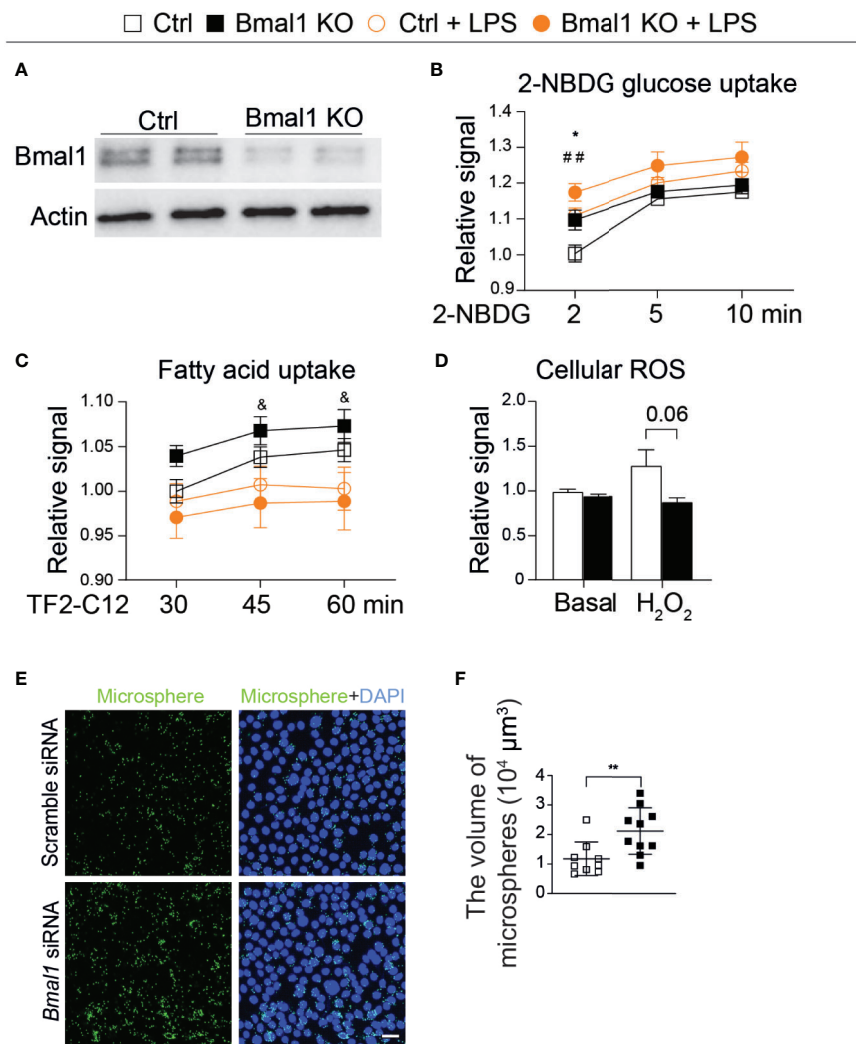 Ctrl Bmal1 KO Ctrl + LPS Bmal1 KO + LPS
A
Ctrl Bmal1 KO
Bmal1
Actin
B
2-NBDG glucose uptake
Relative signal
1.4
1.3
1.2
1.1
1.0
0.9
*
##
2-NBDG 2 5 10 min
C
Fatty acid uptake
Relative signal
1.10
1.05
1.00
0.95
0.90
& &
TF2-C12 30 45 60 min
D
Cellular ROS
Relative signal
2.0
1.5
1.0
0.5
0
0.06
Basal H₂O₂
E
Microsphere Microsphere+DAPI
Scramble siRNA
Bmal1 siRNA
F
The volume of
microspheres (10⁴ µm³)
4
3
2
1
0
**